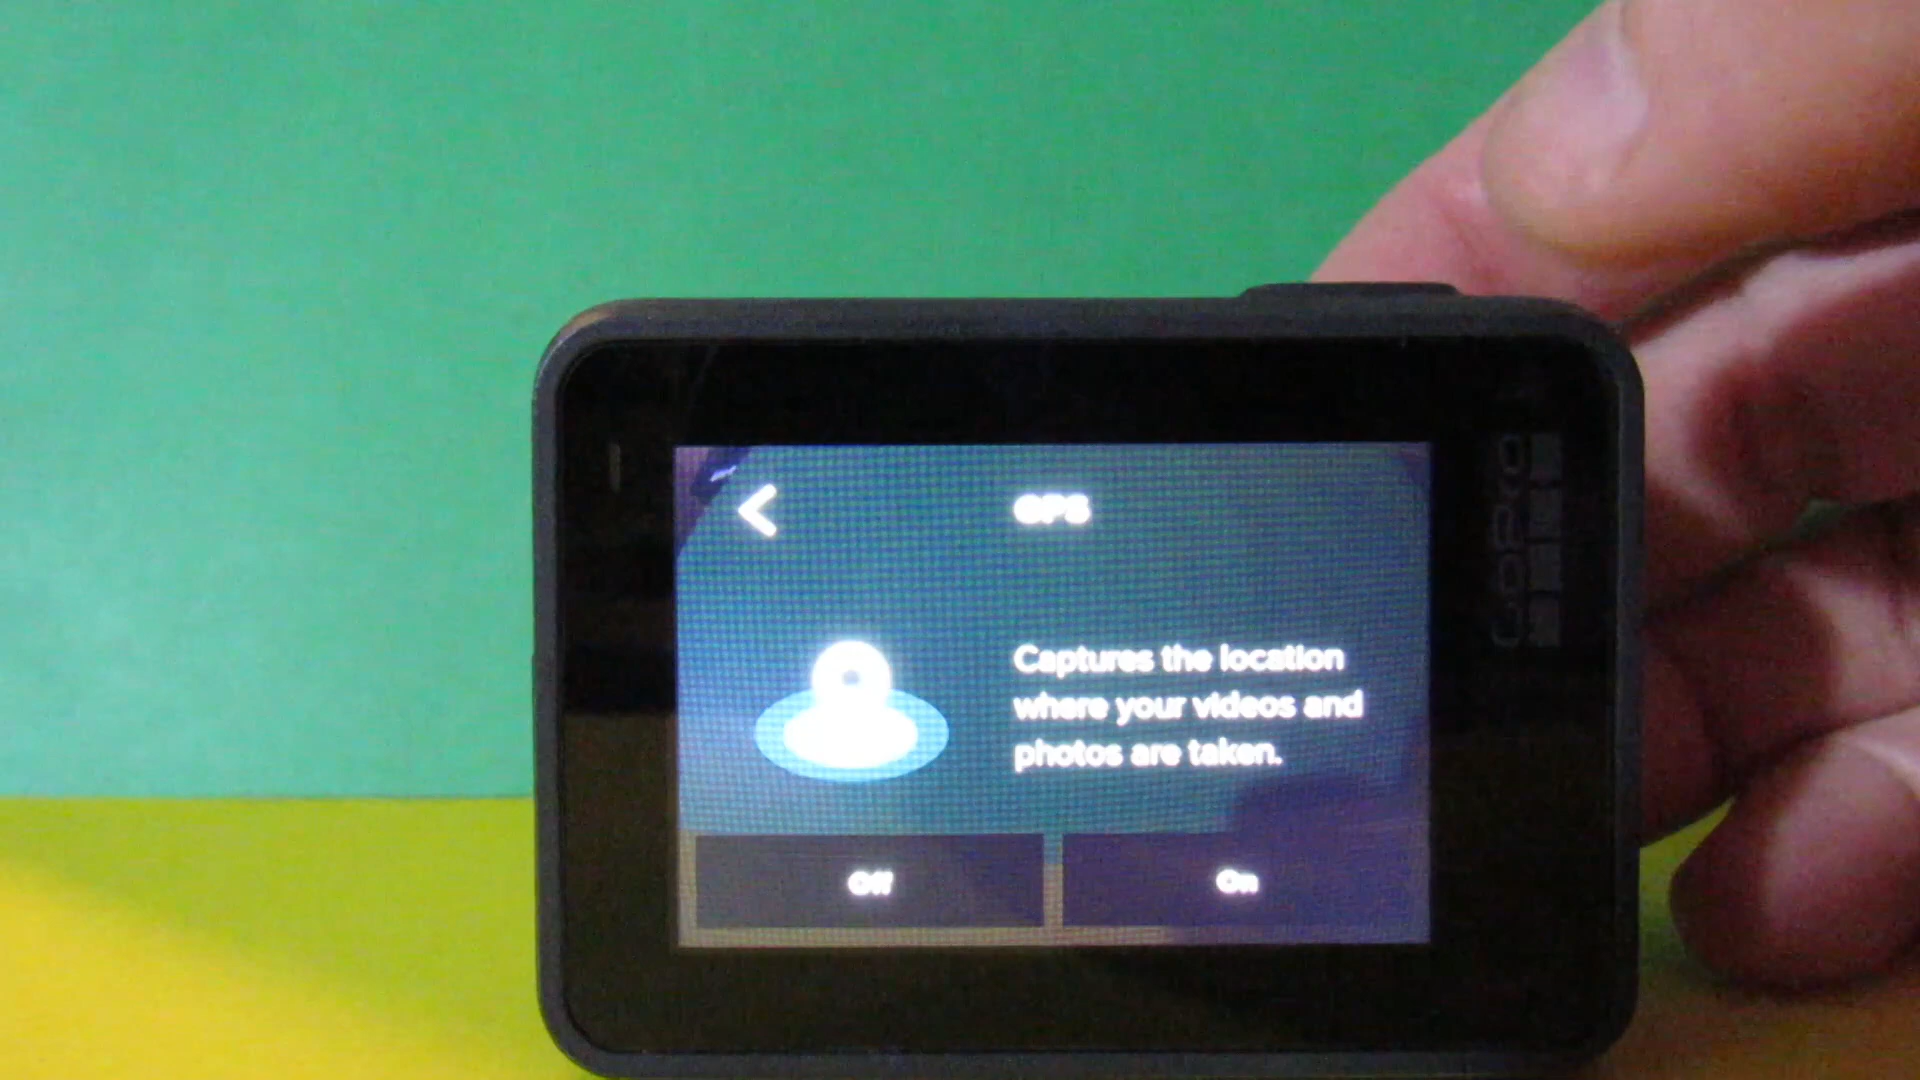 GPS
Captures the location
where your videos and
photos are taken.
Off
On
GoPro